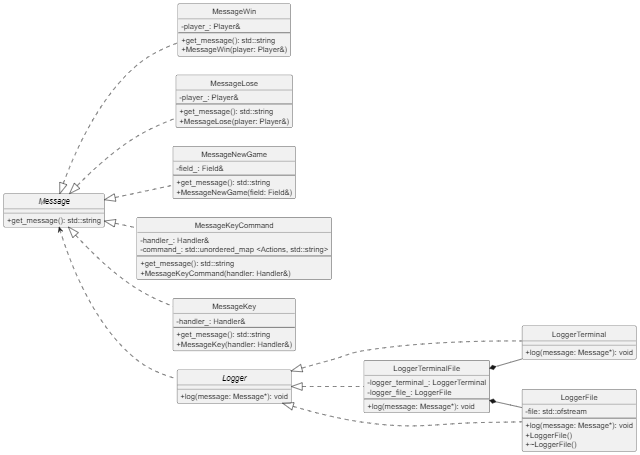 MessageWin
-player_: Player&
+get_message(): std::string
+MessageWin(player: Player&)
MessageLose
-player_: Player&
+get_message(): std::string
+MessageLose(player: Player&)
MessageNewGame
-field_: Field&
+get_message(): std::string
+MessageNewGame(field: Field&)
Message
+get_message(): std::string
MessageKeyCommand
-handler_: Handler&
-command_: std::unordered_map <Actions, std::string>
+get_message(): std::string
+MessageKeyCommand(handler: Handler&)
MessageKey
-handler_: Handler&
+get_message(): std::string
+MessageKey(handler: Handler&)
Logger
+log(message: Message*): void
LoggerTerminalFile
-logger_terminal_: LoggerTerminal
-logger_file_: LoggerFile
+log(message: Message*): void
LoggerTerminal
+log(message: Message*): void
LoggerFile
-file: std::ofstream
+log(message: Message*): void
+LoggerFile()
+~LoggerFile()